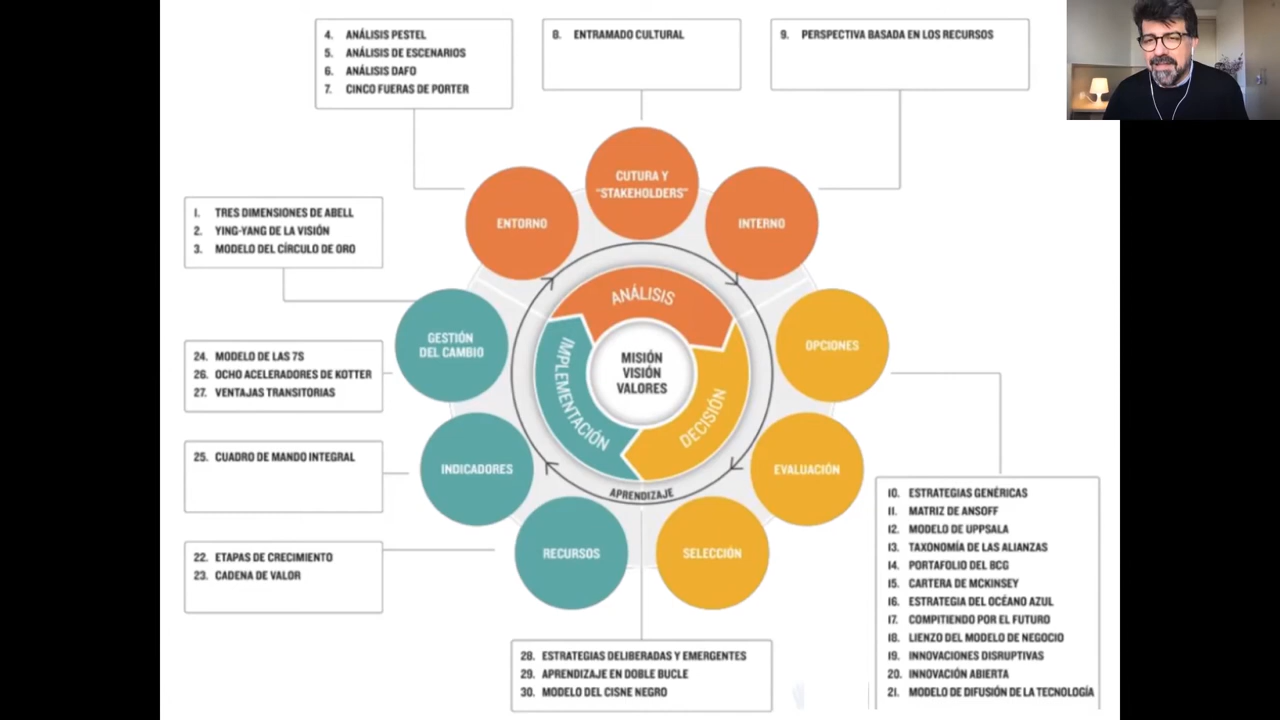 4. ANÁLISIS PESTEL
5. ANÁLISIS DE ESCENARIOS
6. ANÁLISIS DAFO
7. CINCO FUERAS DE PORTER
8. ENTRAMADO CULTURAL
9. PERSPECTIVA BASADA EN LOS RECURSOS
CUTURA Y
"STAKEHOLDERS"
ENTORNO
INTERNO
1. TRES DIMENSIONES DE ABELL
2. YING-YANG DE LA VISIÓN
3. MODELO DEL CÍRCULO DE ORO
ANÁLISIS
GESTIÓN
DEL CAMBIO
OPCIONES
MISIÓN
VISIÓN
VALORES
IMPLEMENTACIÓN
DECISIÓN
24. MODELO DE LAS 7S
26. OCHO ACELERADORES DE KOTTER
27. VENTAJAS TRANSITORIAS
25. CUADRO DE MANDO INTEGRAL
INDICADORES
EVALUACIÓN
APRENDIZAJE
22. ETAPAS DE CRECIMIENTO
23. CADENA DE VALOR
RECURSOS
SELECCIÓN
10. ESTRATEGIAS GENÉRICAS
11. MATRIZ DE ANSOFF
12. MODELO DE UPPSALA
13. TAXONOMÍA DE LAS ALIANZAS
14. PORTAFOLIO DEL BCG
15. CARTERA DE MCKINSEY
16. ESTRATEGIA DEL OCÉANO AZUL
17. COMPITIENDO POR EL FUTURO
18. LIENZO DEL MODELO DE NEGOCIO
19. INNOVACIONES DISRUPTIVAS
20. INNOVACIÓN ABIERTA
21. MODELO DE DIFUSIÓN DE LA TECNOLOGÍA
28. ESTRATEGIAS DELIBERADAS Y EMERGENTES
29. APRENDIZAJE EN DOBLE BUCLE
30. MODELO DEL CISNE NEGRO